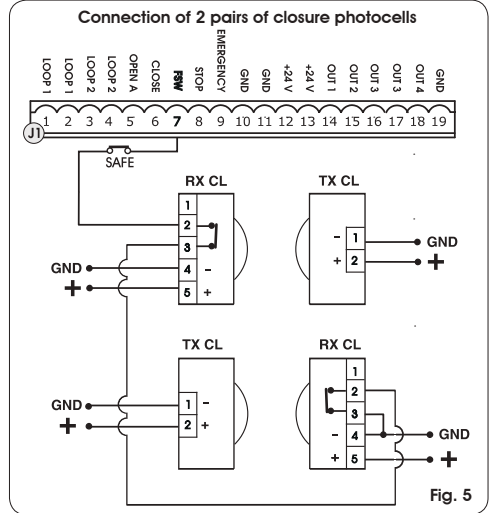 Connection of 2 pairs of closure photocells
LOOP 1 LOOP 1 LOOP 2 LOOP 2 OPEN A CLOSE FSW STOP EMERGENCY GND GND +24 V +24 V OUT 1 OUT 2 OUT 3 OUT 3 OUT 4 GND
1 2 3 4 5 6 7 8 9 10 11 12 13 14 15 16 17 18 19
J1
SAFE
RX CL TX CL
1
2
3
GND 4 -
+ 5 +
- 1 GND
+ 2 +
TX CL RX CL
GND 1 -
+ 2 +
1
2
3
- 4 GND
+ 5 +
Fig. 5